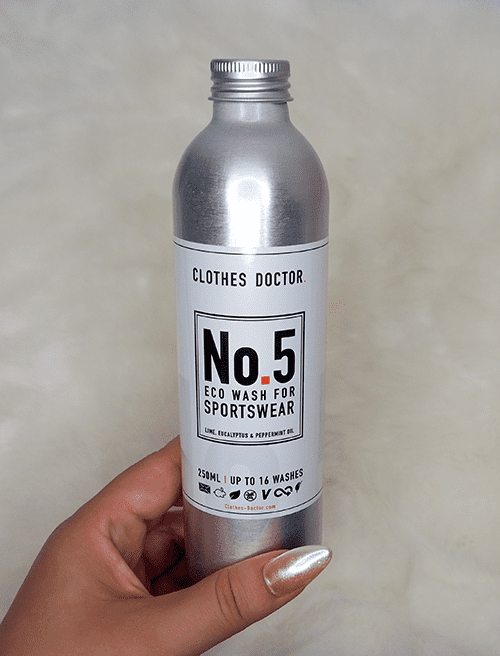 CLOTHES DOCTOR.
No.5
ECO WASH FOR
SPORTSWEAR
LIME, EUCALYPTUS & PEPPERMINT OIL
250ML | UP TO 16 WASHES
Clothes-Doctor.com